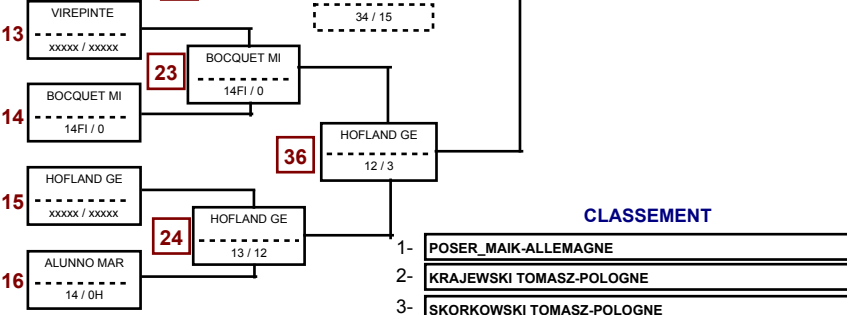 34 / 15
13
VIREPINTE
xxxxx / xxxxx
23
BOCQUET MI
14FI / 0
14
BOCQUET MI
14FI / 0
36
HOFLAND GE
12 / 3
15
HOFLAND GE
xxxxx / xxxxx
24
HOFLAND GE
13 / 12
16
ALUNNO MAR
14 / 0H
CLASSEMENT
1- POSER_MAIK-ALLEMAGNE
2- KRAJEWSKI TOMASZ-POLOGNE
3- SKORKOWSKI TOMASZ-POLOGNE